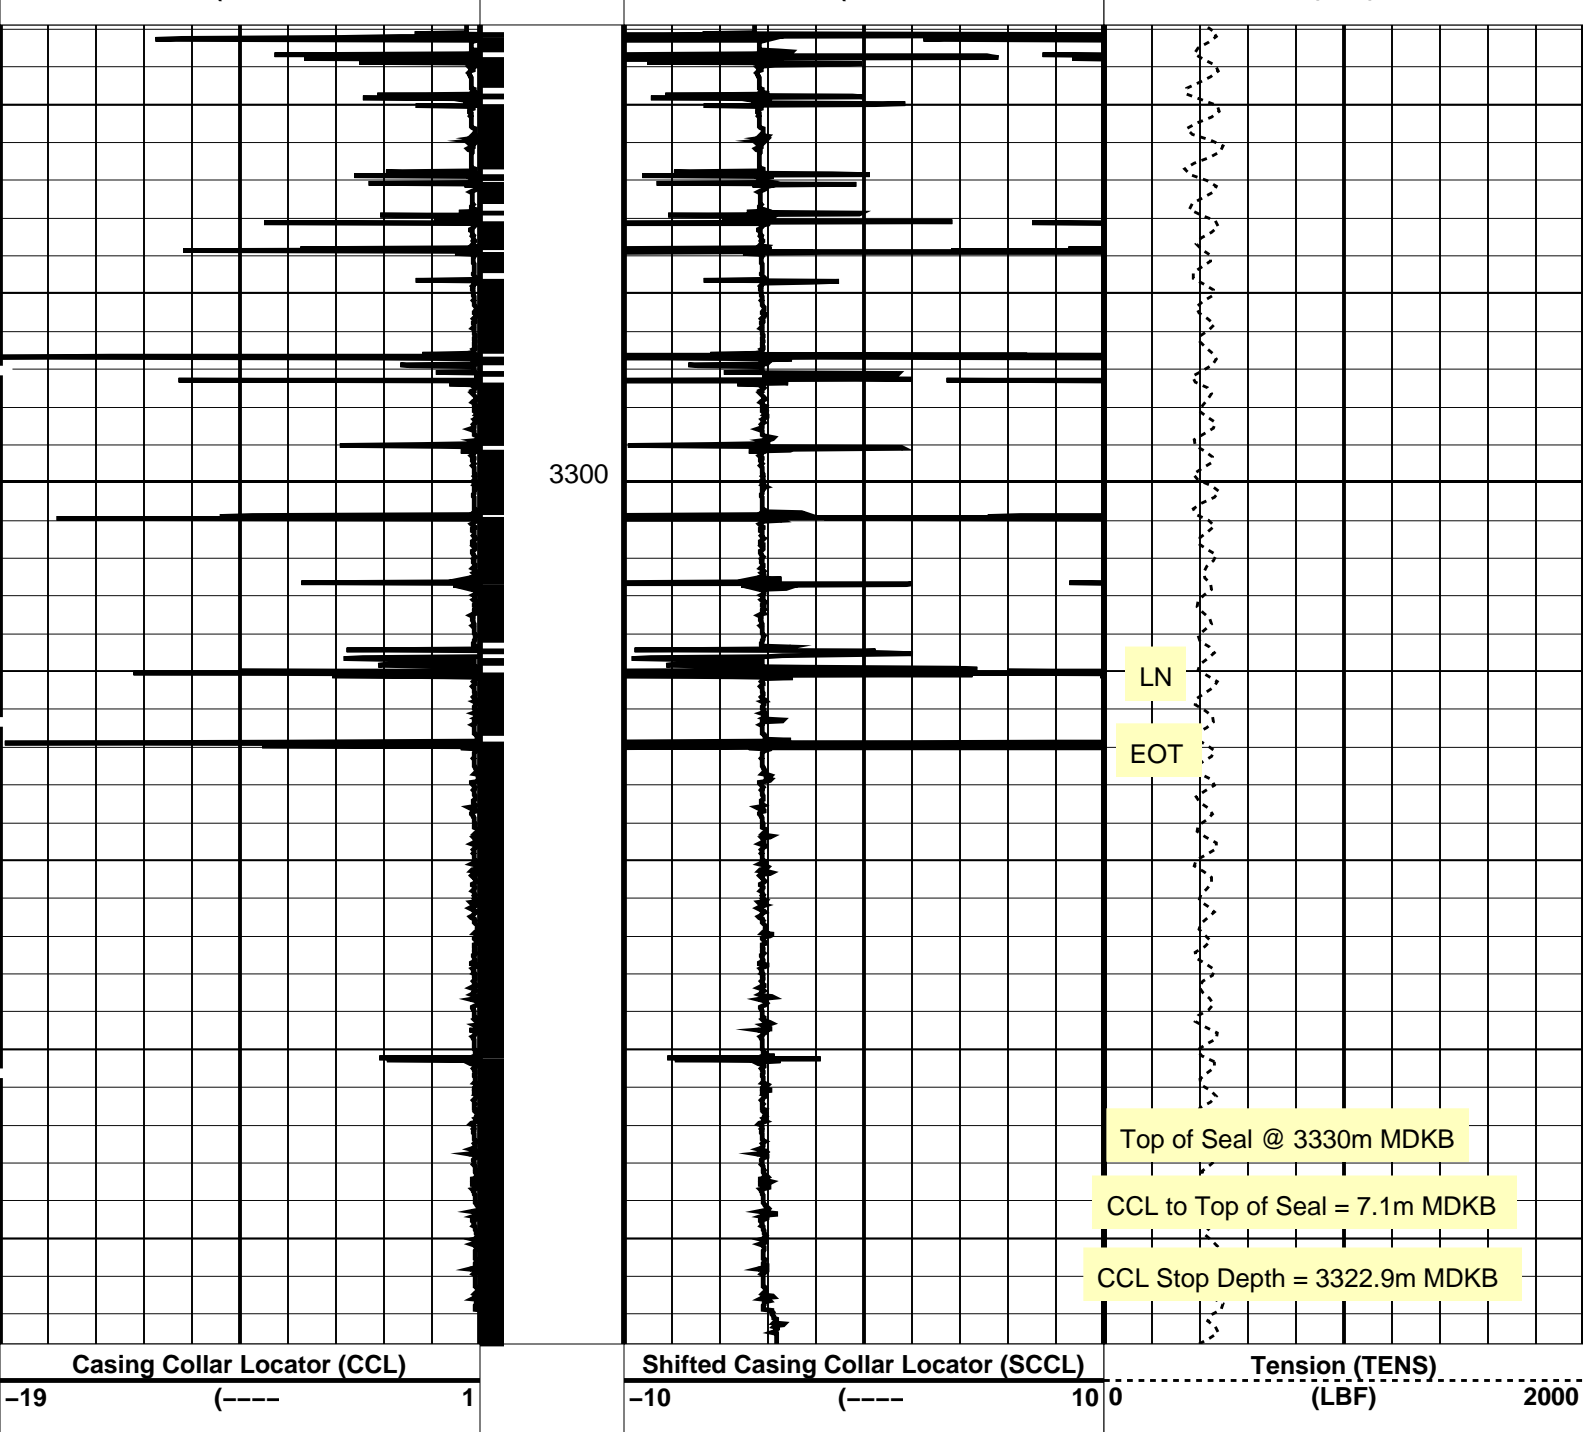 3300
LN
EOT
Top of Seal @ 3330m MDKB
CCL to Top of Seal = 7.1m MDKB
CCL Stop Depth = 3322.9m MDKB
Casing Collar Locator (CCL)
−19 (−−−− 1
Shifted Casing Collar Locator (SCCL)
−10 (−−−− 10
Tension (TENS)
0 (LBF) 2000